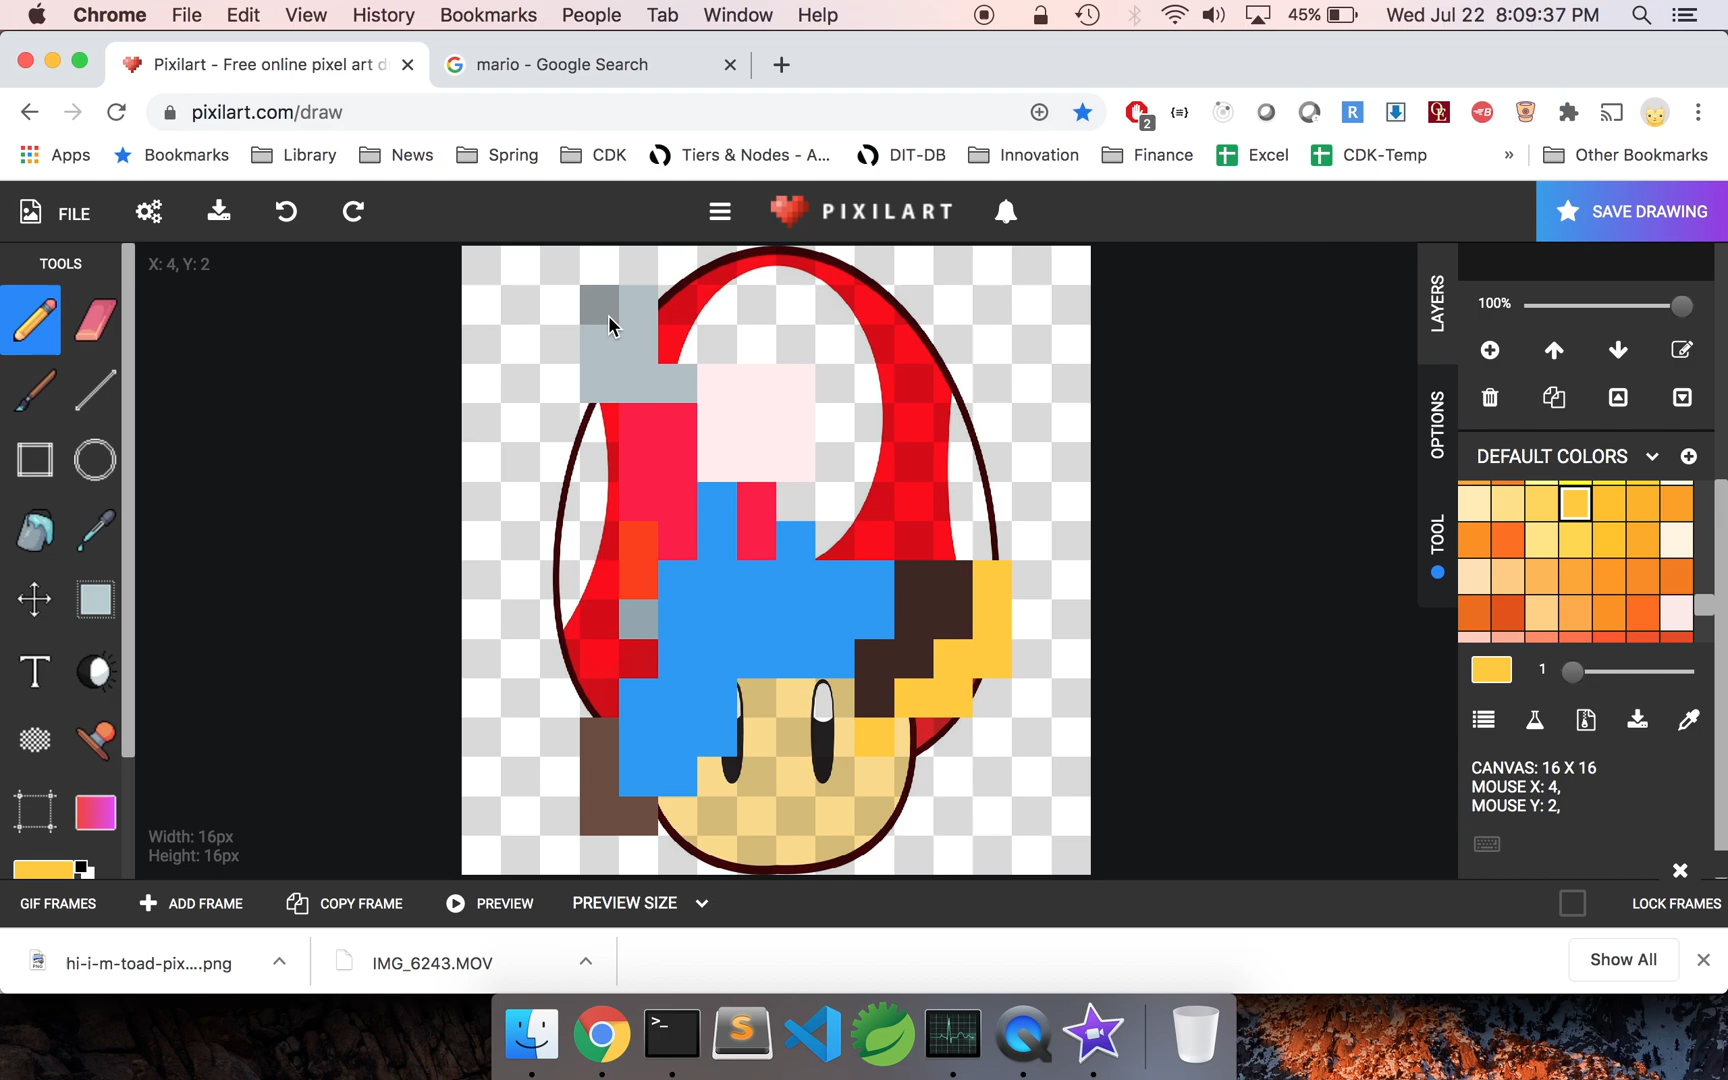 Chrome File Edit View History Bookmarks People Tab Window Help 45% Wed Jul 22 8:09:37 PM
Pixilart - Free online pixel art d mario - Google Search
pixilart.com/draw 2 {=} R B
Apps Bookmarks Library News Spring CDK Tiers & Nodes - A... DIT-DB Innovation Finance Excel CDK-Temp » Other Bookmarks
FILE PIXILART SAVE DRAWING
TOOLS
X: 4, Y: 2
LAYERS
100%
OPTIONS
DEFAULT COLORS
TOOL
1
T
CANVAS: 16 X 16
MOUSE X: 4,
MOUSE Y: 2,
Width: 16px
Height: 16px
GIF FRAMES ADD FRAME COPY FRAME PREVIEW PREVIEW SIZE LOCK FRAMES
hi-i-m-toad-pix....png IMG_6243.MOV Show All